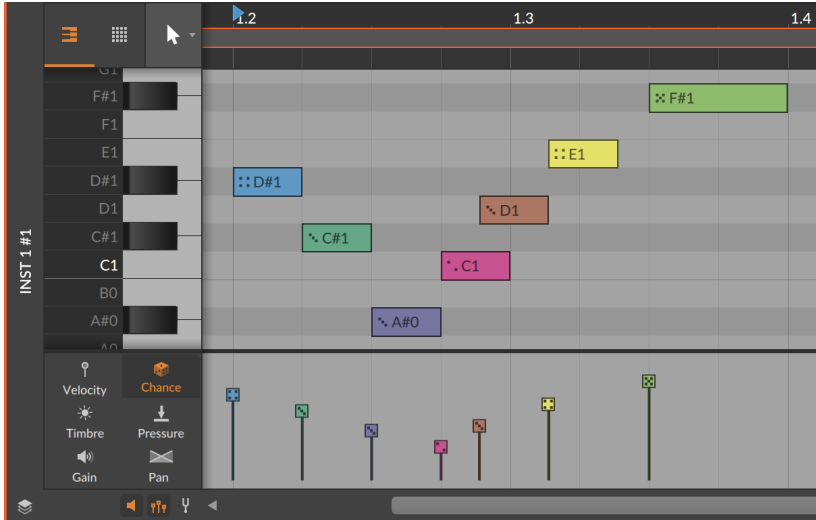 1.2 1.3 1.4
G1
F#1 F#1
F1
E1 E1
D#1 D#1
D1 D1
C#1 C#1
C1 C1
B0
A#0 A#0
A0
INST 1 #1
Velocity Chance
Timbre Pressure
Gain Pan